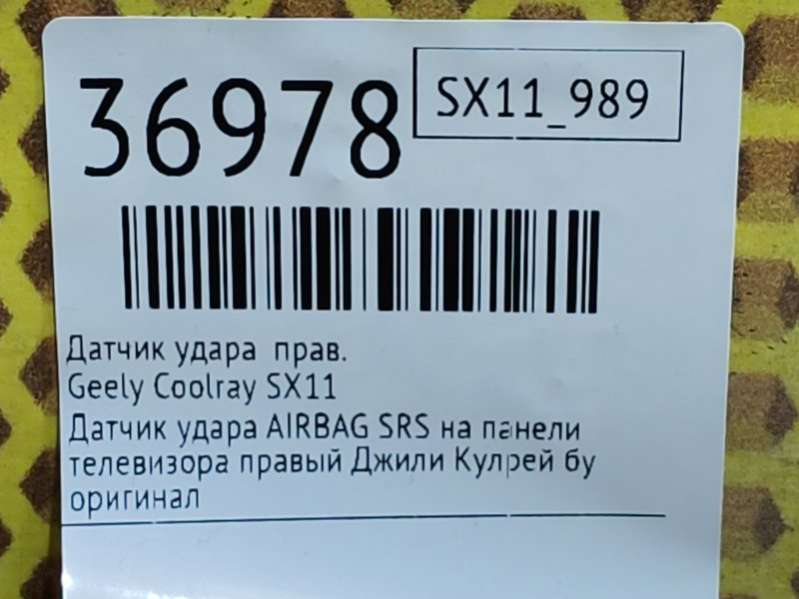 36978
SX11_989
Датчик удара прав.
Geely Coolray SX11
Датчик удара AIRBAG SRS на панели
телевизора правый Джили Кулрей бу
оригинал